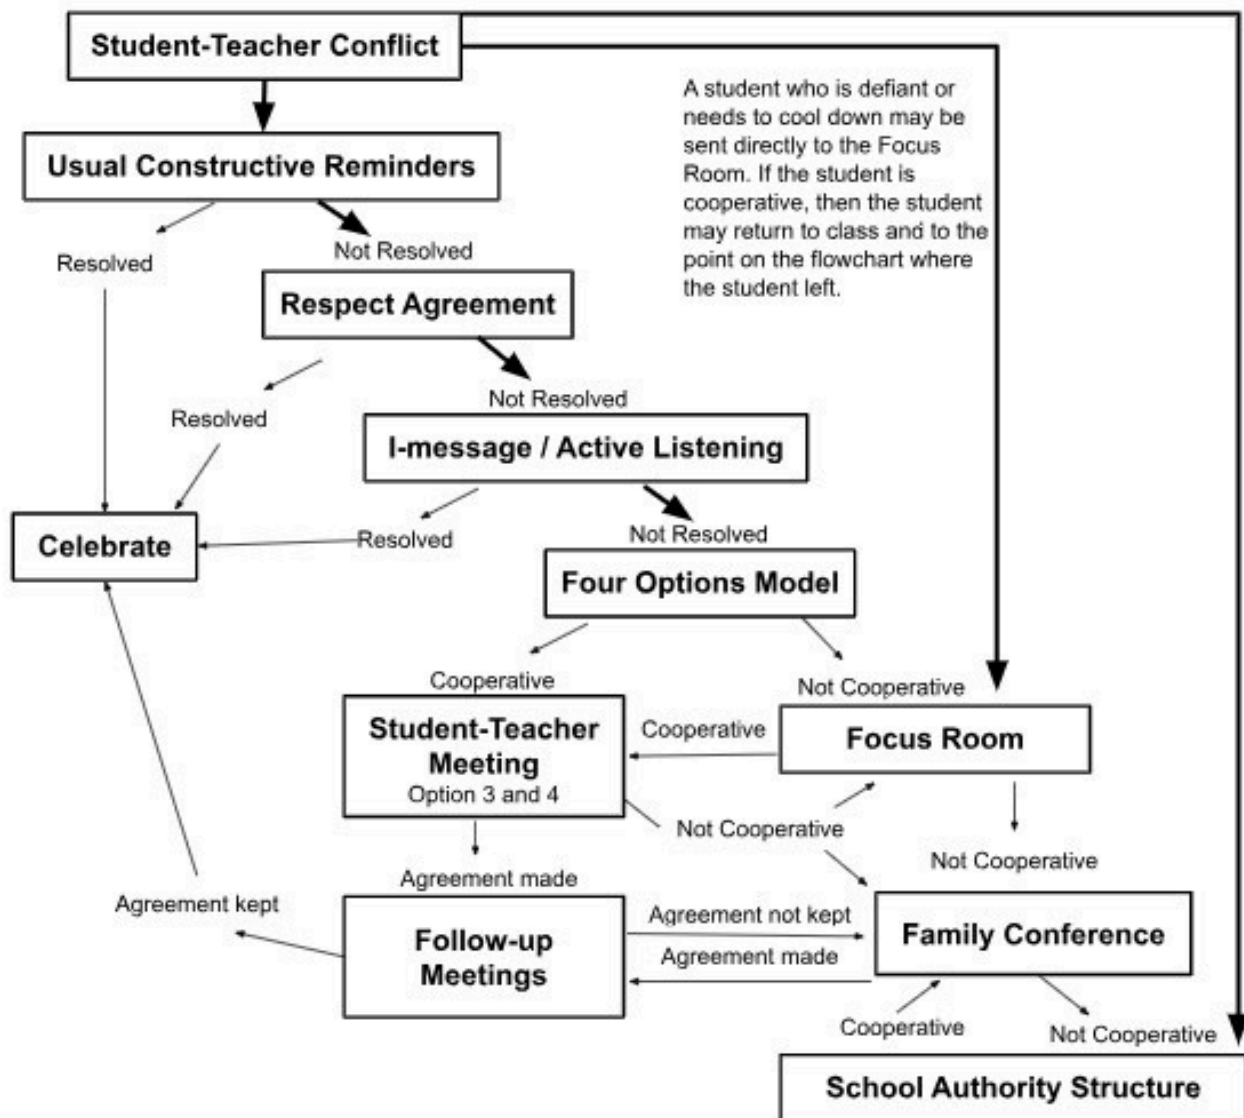 Student-Teacher Conflict
A student who is defiant or
needs to cool down may be
sent directly to the Focus
Room. If the student is
cooperative, then the student
may return to class and to the
point on the flowchart where
the student left.
Usual Constructive Reminders
Resolved
Not Resolved
Respect Agreement
Resolved
Not Resolved
I-message / Active Listening
Resolved
Not Resolved
Celebrate
Four Options Model
Cooperative
Not Cooperative
Student-Teacher
Meeting
Option 3 and 4
Cooperative
Focus Room
Not Cooperative
Not Cooperative
Agreement made
Agreement kept
Follow-up
Meetings
Agreement not kept
Agreement made
Family Conference
Cooperative
Not Cooperative
School Authority Structure